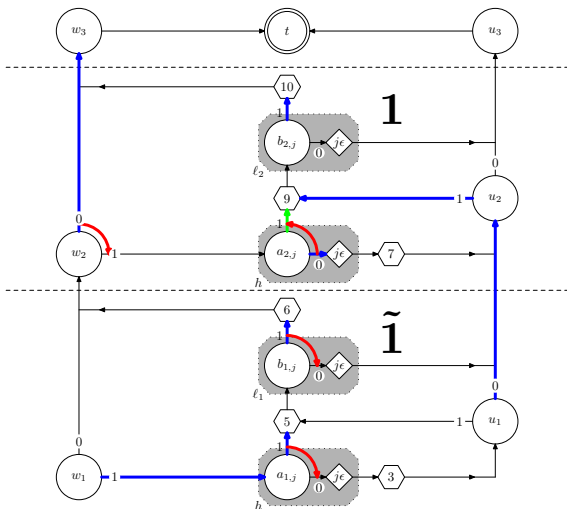 w₃ t u₃
10
1
1
b₂,ⱼ jϵ
0
ℓ₂ 0
9 1 u₂
0 1
w₂ 1 a₂,ⱼ jϵ 7
0
h
6
1̃
1
b₁,ⱼ jϵ
0 0
ℓ₁
5 1 u₁
0 1
w₁ 1 a₁,ⱼ jϵ 3
0
h